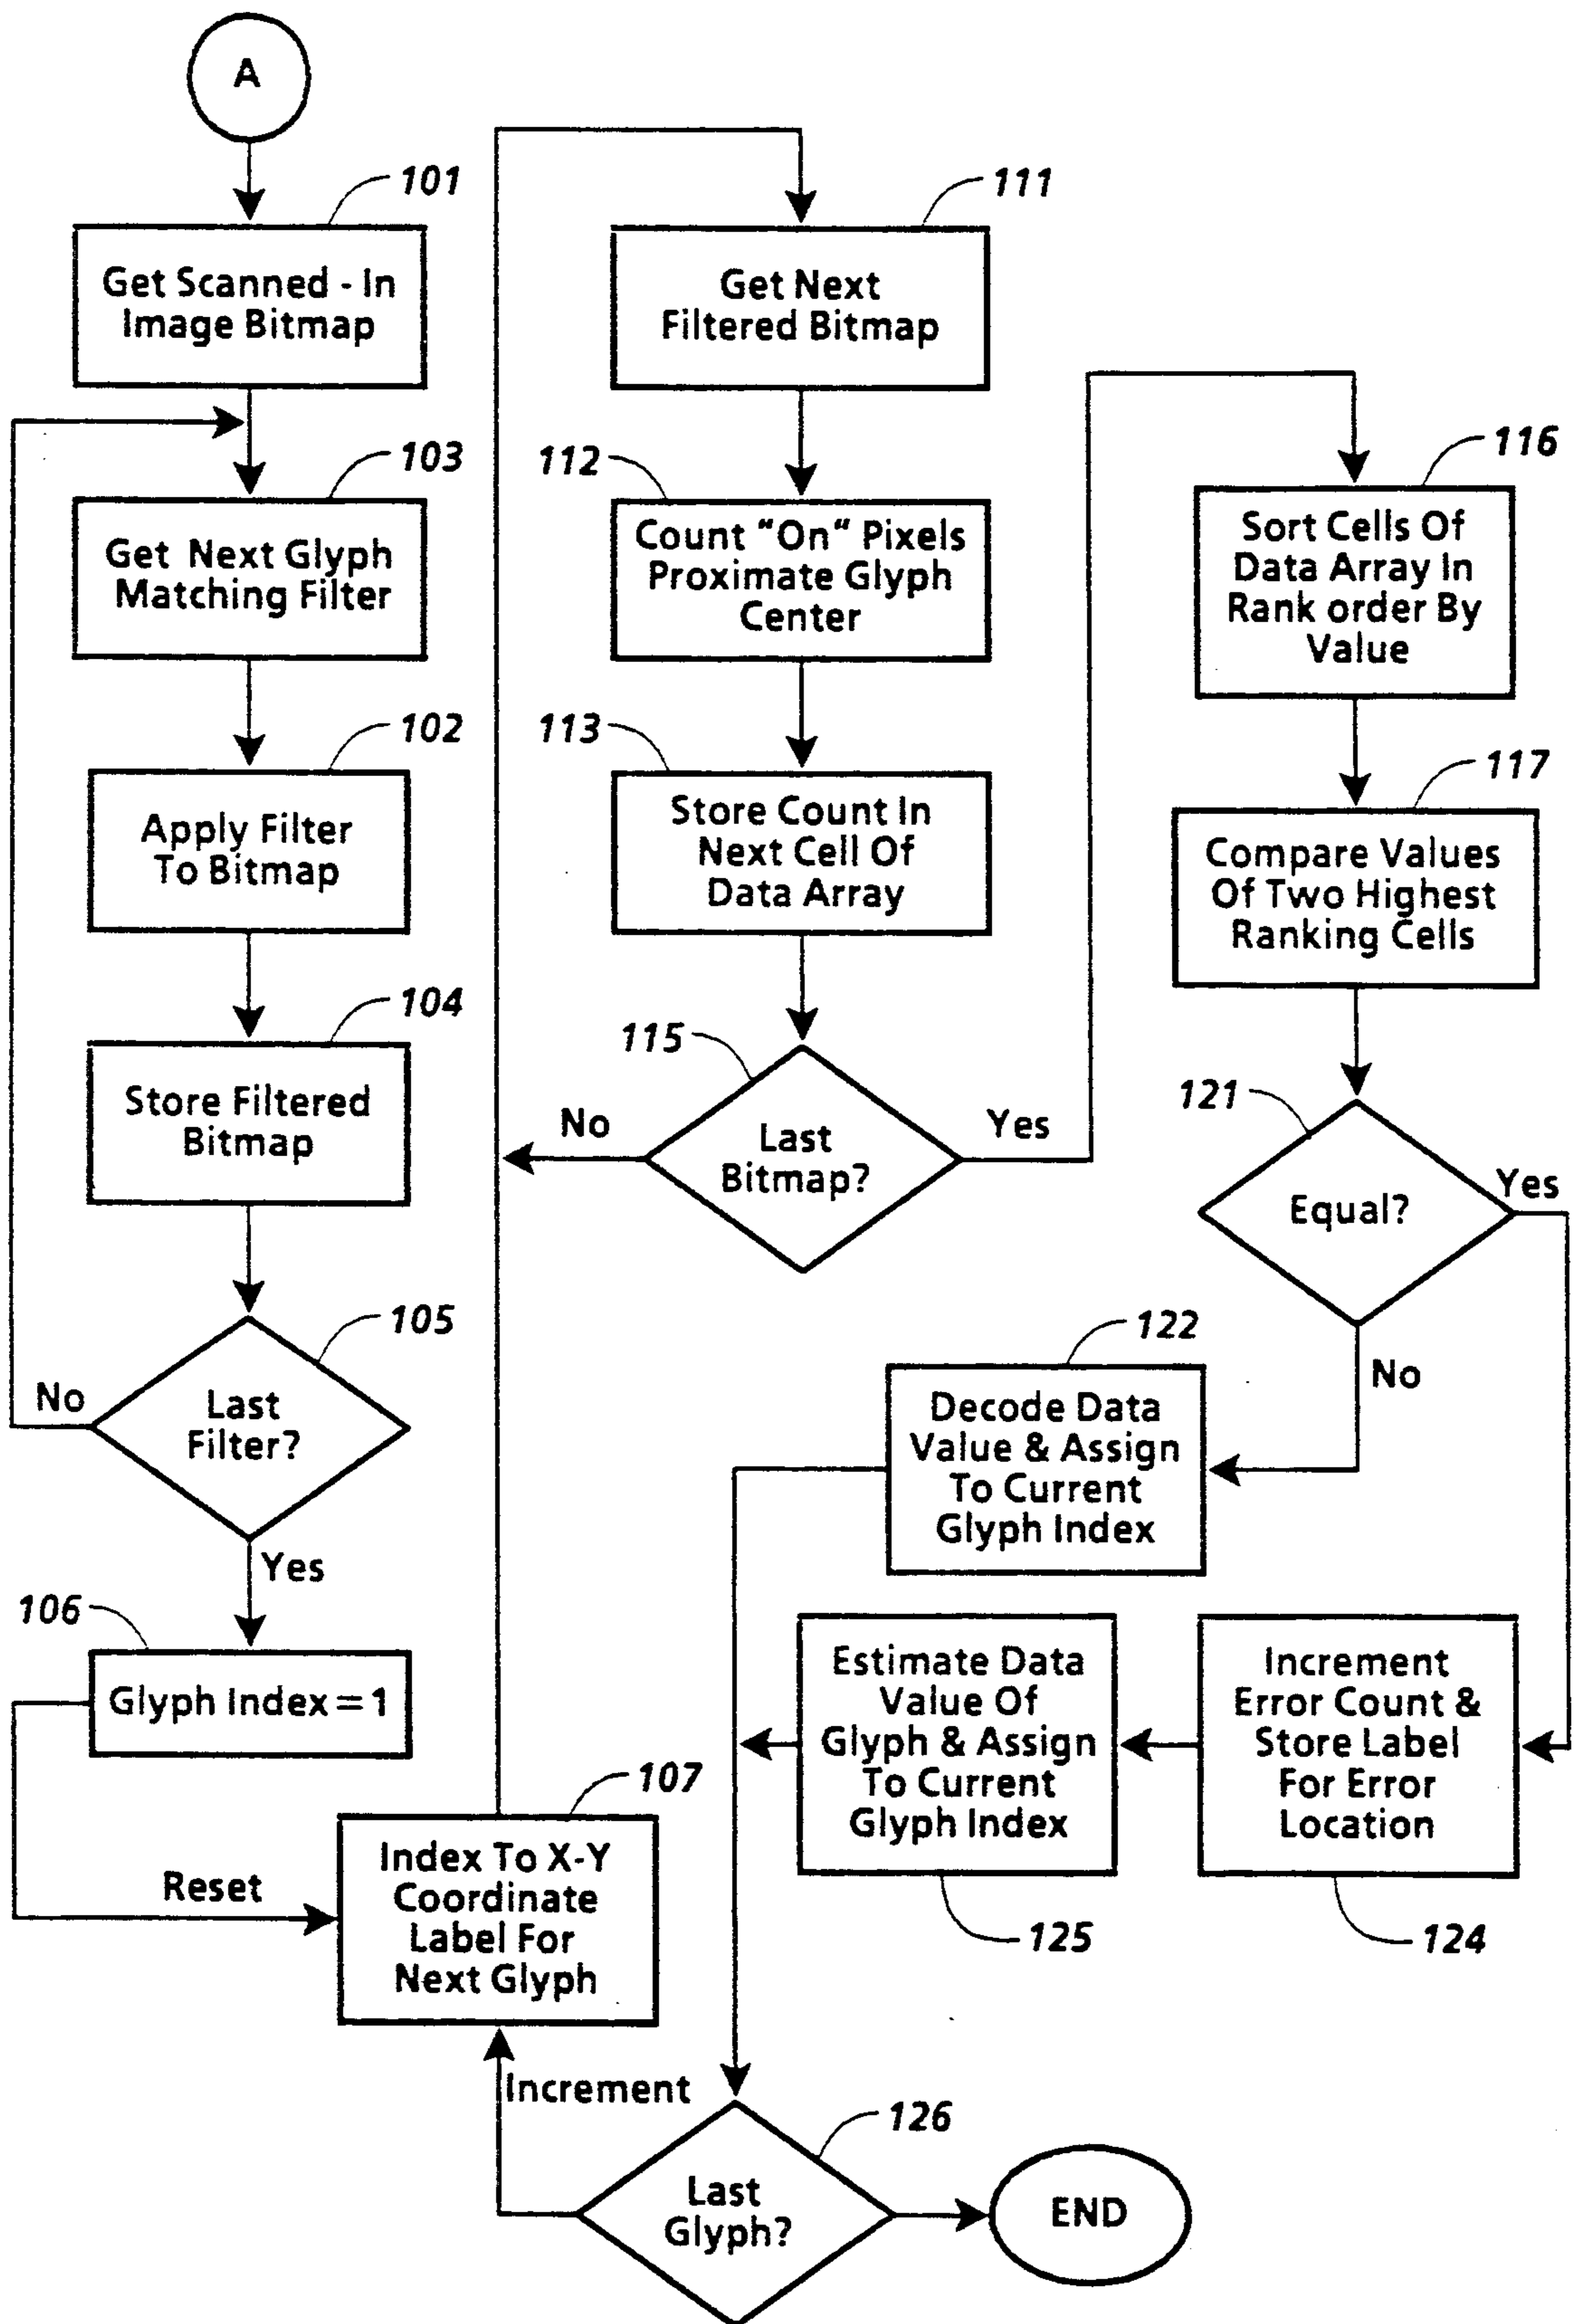 A
101
Get Scanned - In
Image Bitmap
103
Get Next Glyph
Matching Filter
102
Apply Filter
To Bitmap
104
Store Filtered
Bitmap
105
No
Last
Filter?
Yes
106
Glyph Index = 1
Reset
107
Index To X-Y
Coordinate
Label For
Next Glyph
111
Get Next
Filtered Bitmap
112
Count "On" Pixels
Proximate Glyph
Center
113
Store Count In
Next Cell Of
Data Array
115
No
Last
Bitmap?
Yes
116
Sort Cells Of
Data Array In
Rank order By
Value
117
Compare Values
Of Two Highest
Ranking Cells
121
Equal?
Yes
No
122
Decode Data
Value & Assign
To Current
Glyph Index
Increment
Error Count &
Store Label
For Error
Location
124
Estimate Data
Value Of
Glyph & Assign
To Current
Glyph Index
125
Increment
126
Last
Glyph?
END